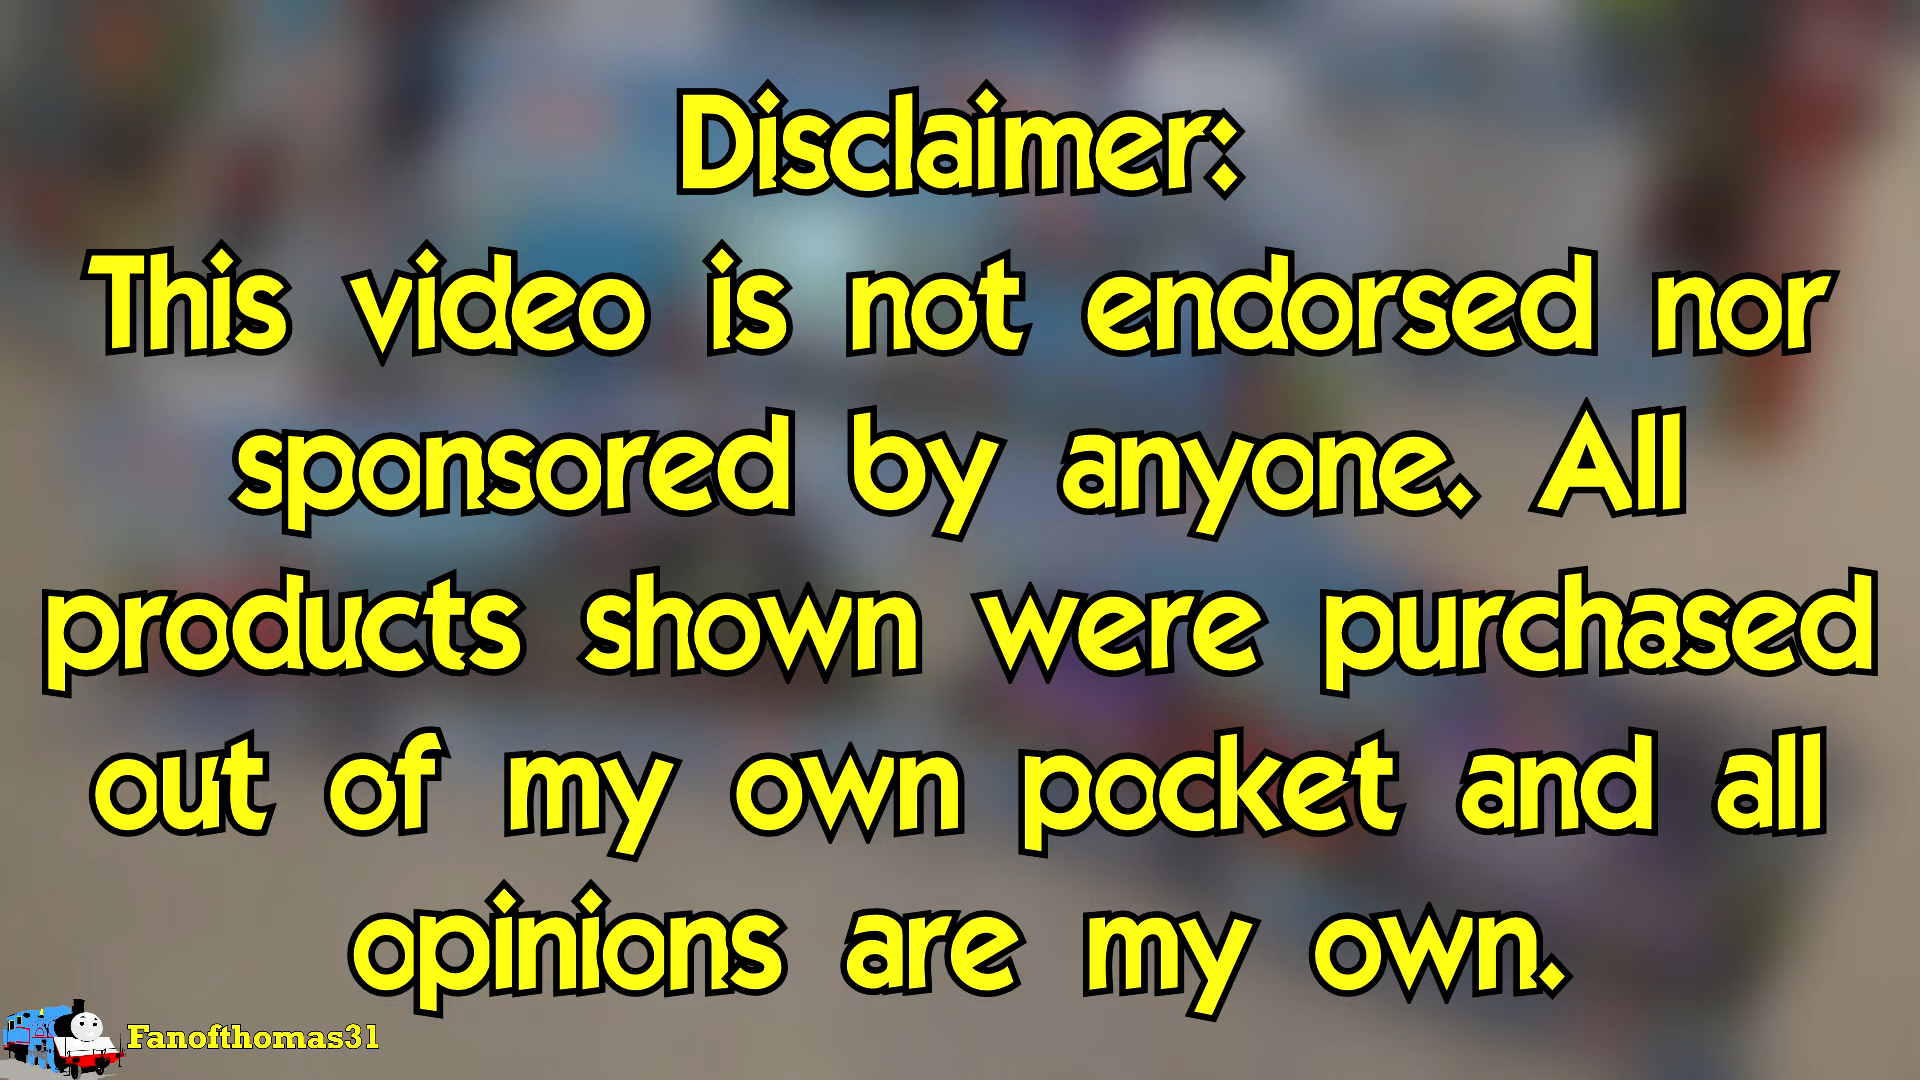 Disclaimer:
This video is not endorsed nor
sponsored by anyone. All
products shown were purchased
out of my own pocket and all
opinions are my own.
Fanofthomas31